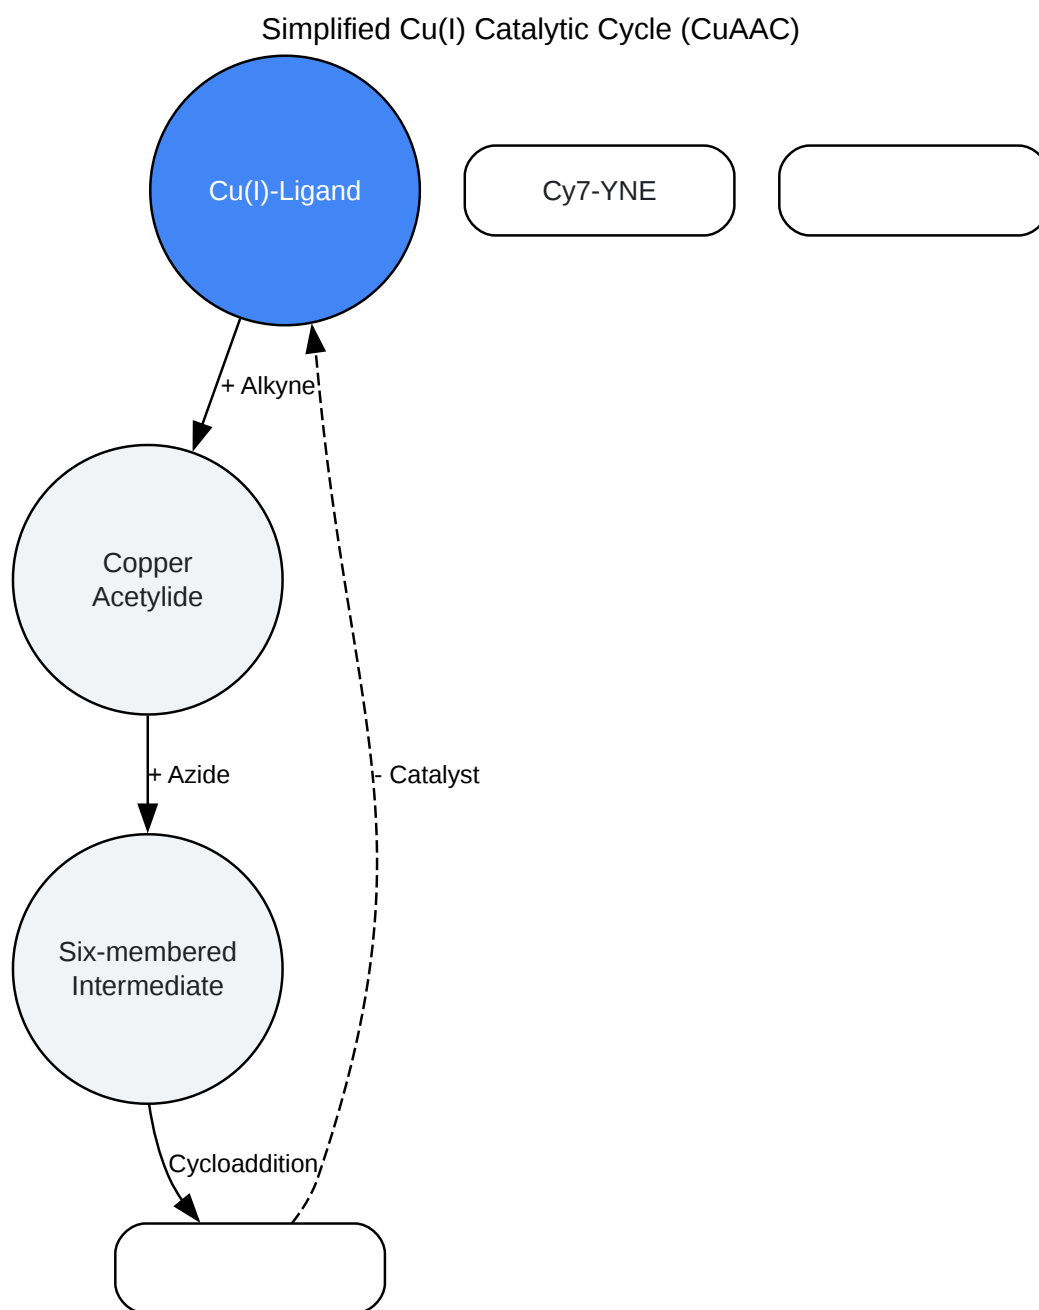 Simplified Cu(I) Catalytic Cycle (CuAAC)
Cu(I)-Ligand
Cy7-YNE
+ Alkyne
Copper
Acetylide
+ Azide
- Catalyst
Six-membered
Intermediate
Cycloaddition